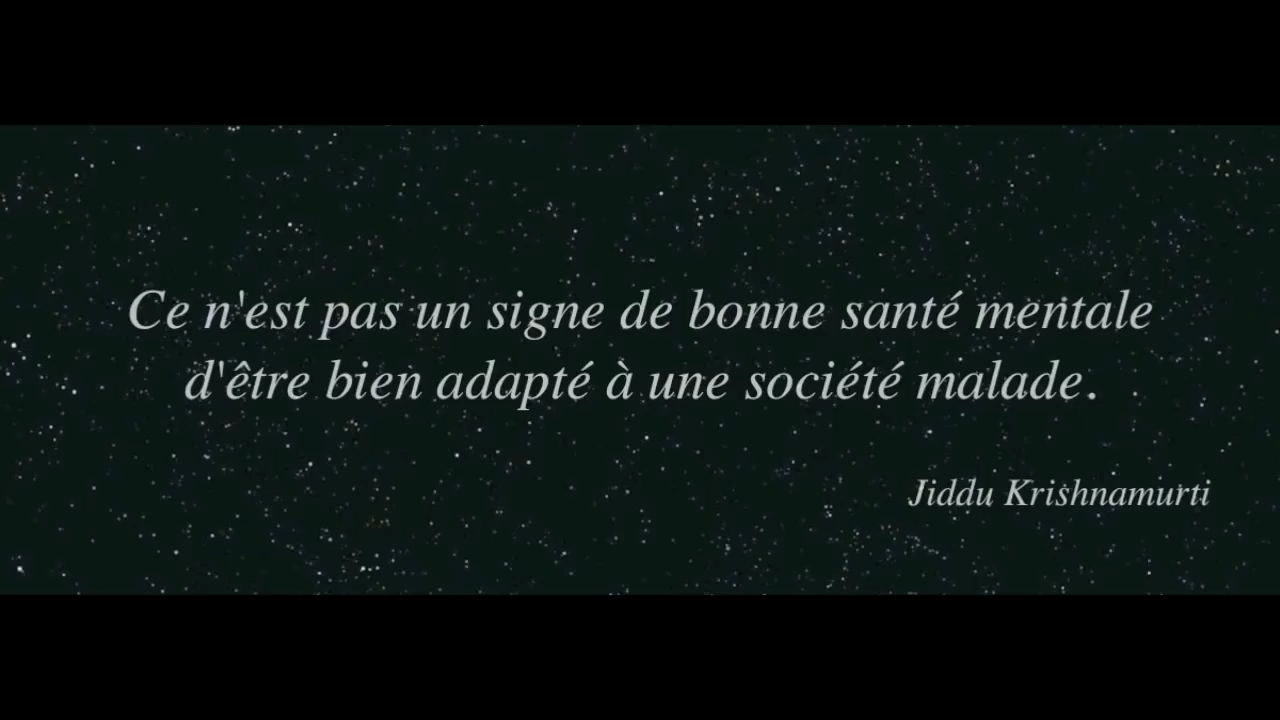 Ce n'est pas un signe de bonne santé mentale
d'être bien adapté à une société malade.
Jiddu Krishnamurti